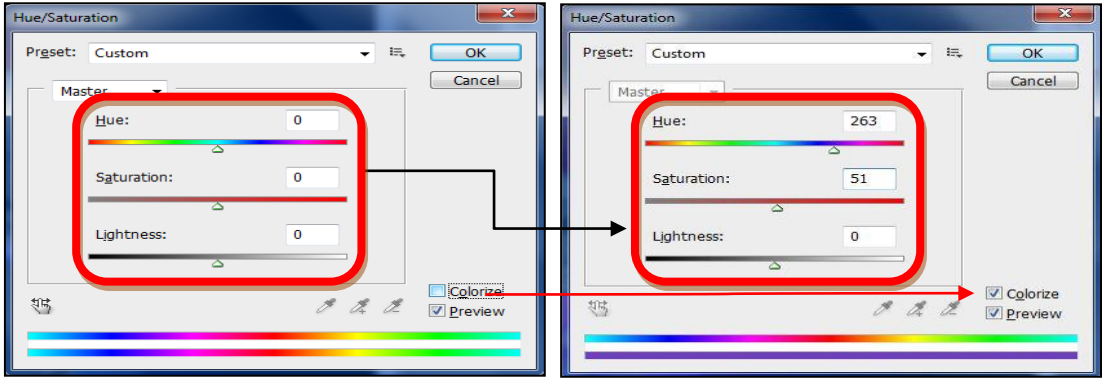 Hue/Saturation
Preset: Custom
OK
Cancel
Master
Hue: 0
Saturation: 0
Lightness: 0
Colorize
Preview
Hue/Saturation
Preset: Custom
OK
Cancel
Master
Hue: 263
Saturation: 51
Lightness: 0
Colorize
Preview